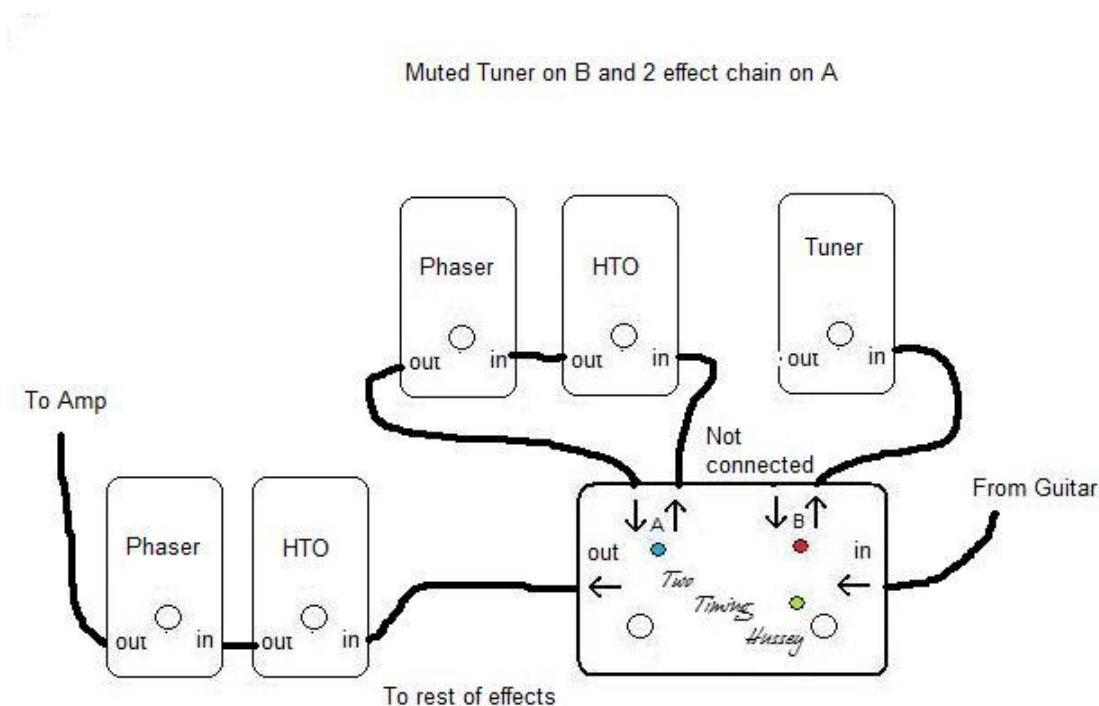 Muted Tuner on B and 2 effect chain on A
Phaser
out in
HTO
out in
Tuner
out in
To Amp
Not
connected
From Guitar
A
B
out
in
Two
Timing
Hussey
Phaser
out in
HTO
out in
To rest of effects